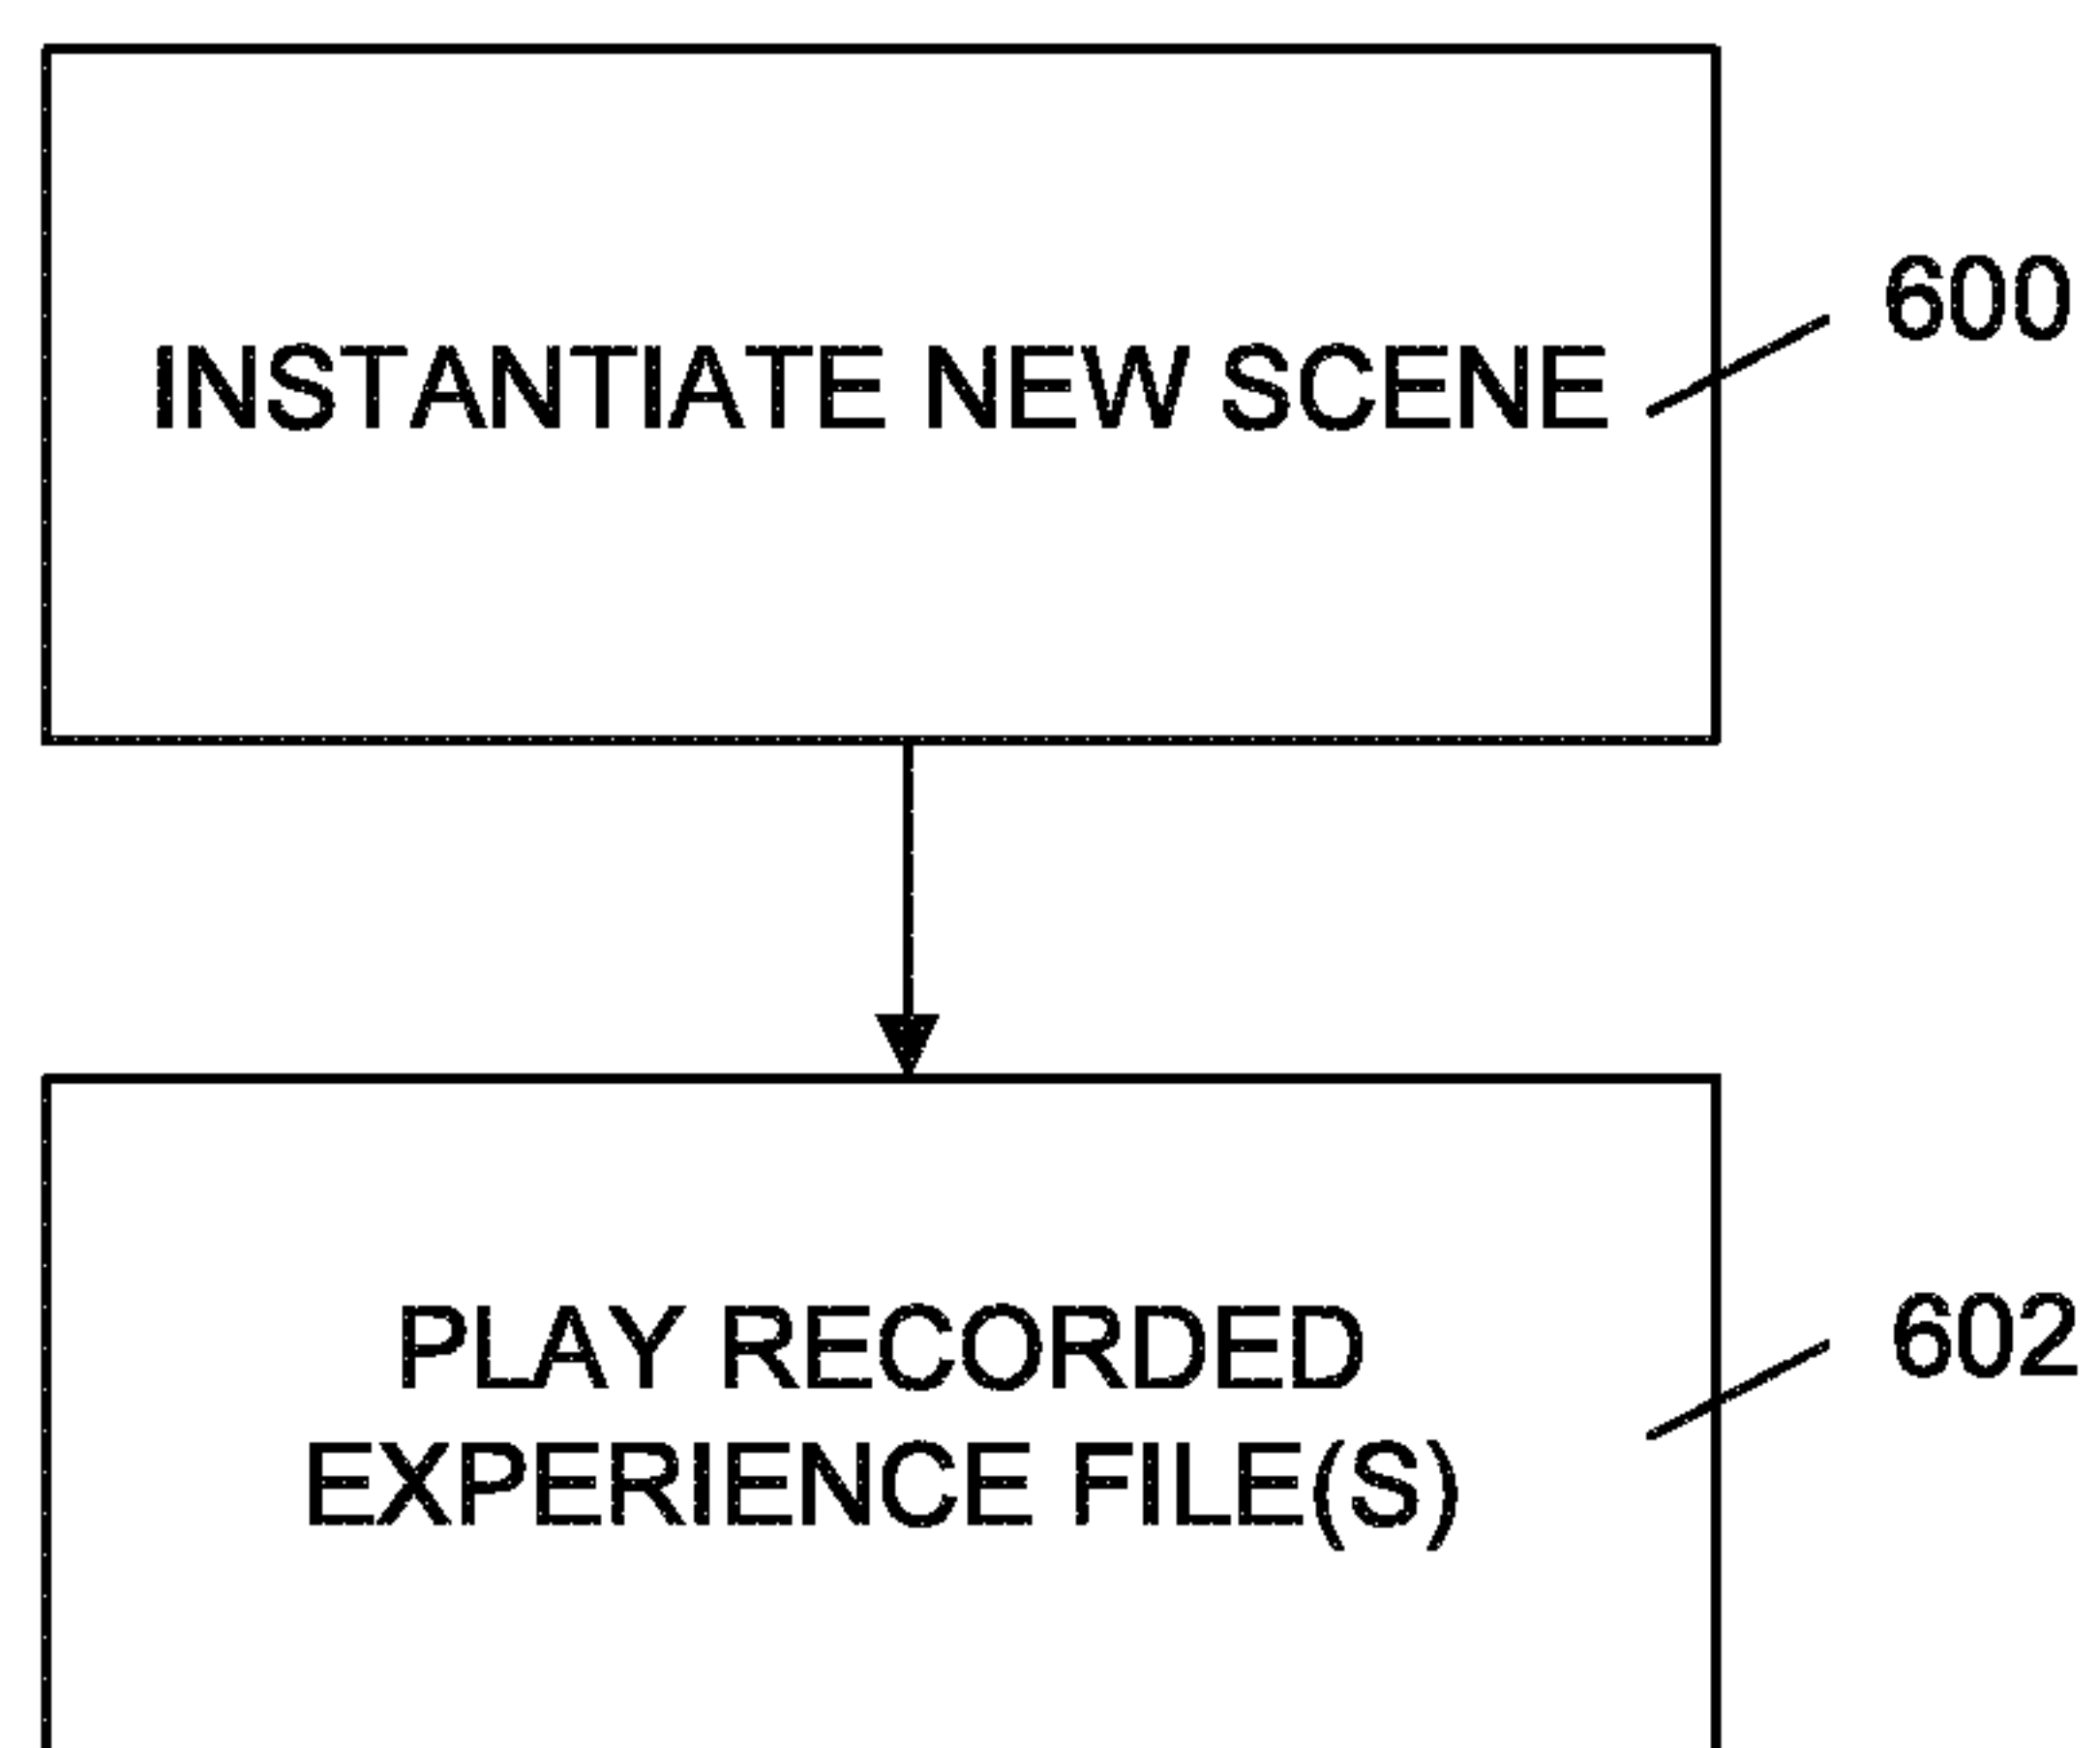 INSTANTIATE NEW SCENE
600
PLAY RECORDED
EXPERIENCE FILE(S)
602